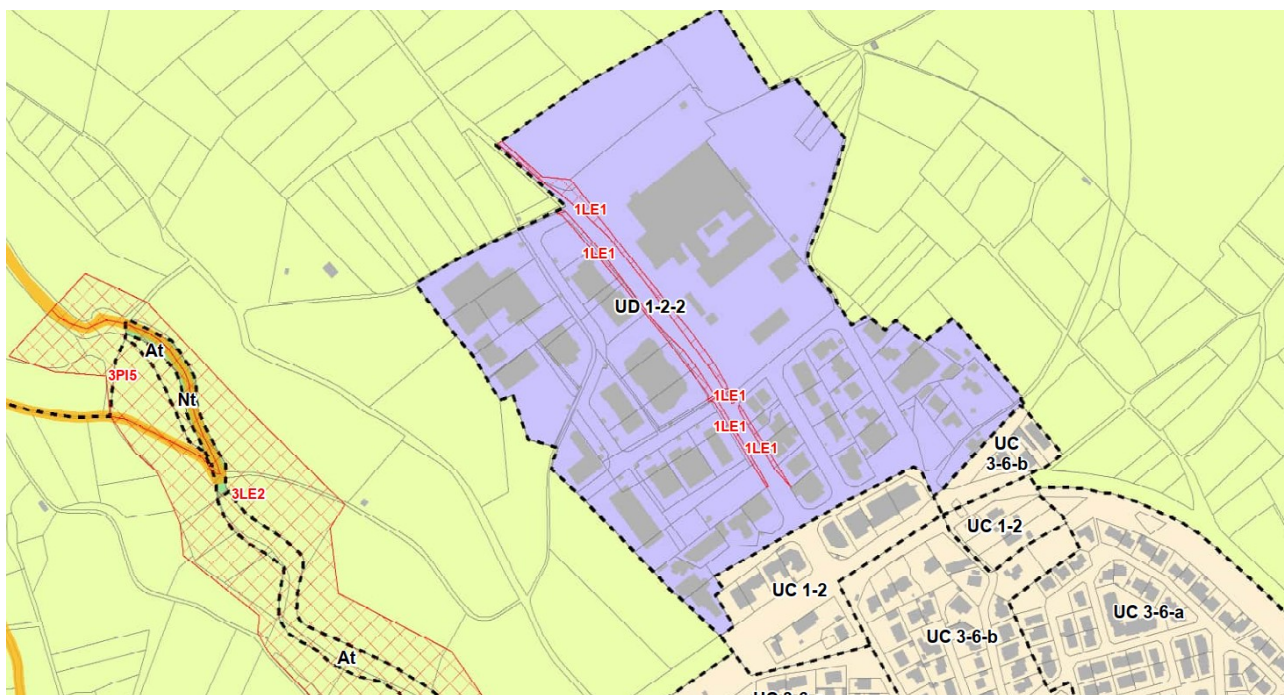 1LE1
1LE1
UD 1-2-2
At
3PI5
Nt
1LE1
1LE1
1LE1
UC
3-6-b
3LE2
UC 1-2
UC 1-2
UC 3-6-a
UC 3-6-b
At